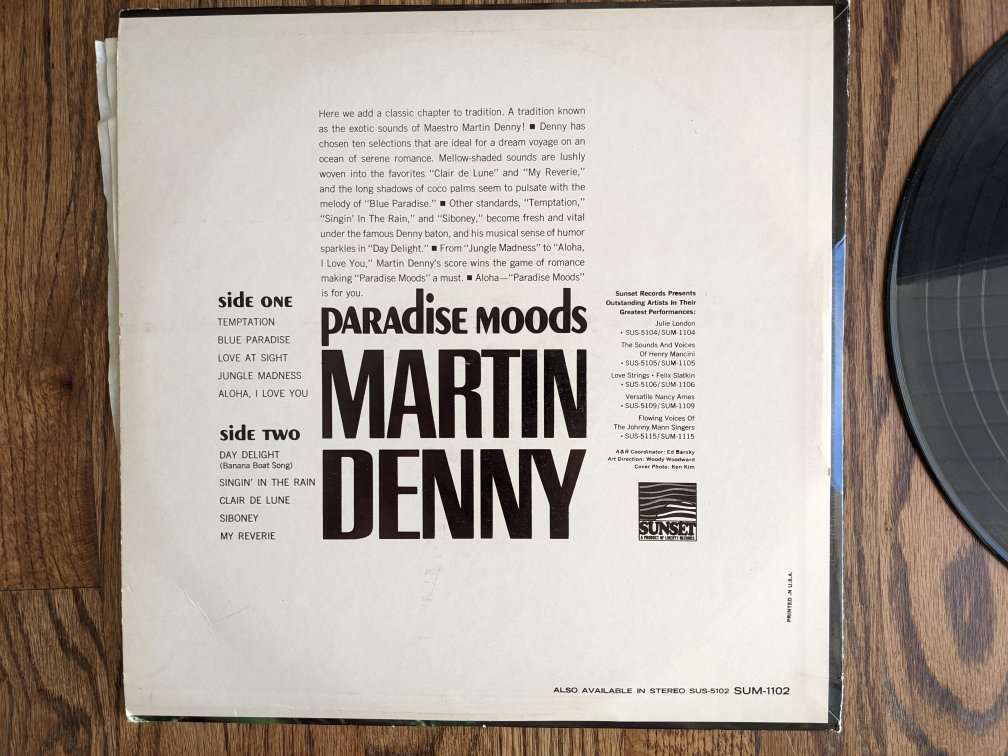 Here we add a classic chapter to tradition. A tradition known
as the exotic sounds of Maestro Martin Denny! ■ Denny has
chosen ten selections that are ideal for a dream voyage on an
ocean of serene romance. Mellow-shaded sounds are lushly
woven into the favorites "Clair de Lune" and "My Reverie,"
and the long shadows of coco palms seem to pulsate with the
melody of "Blue Paradise." ■ Other standards, "Temptation,"
"Singin' In The Rain," and "Siboney," become fresh and vital
under the famous Denny baton, and his musical sense of humor
sparkles in "Day Delight." ■ From "Jungle Madness" to "Aloha,
I Love You," Martin Denny's score wins the game of romance
making "Paradise Moods" a must. ■ Aloha—"Paradise Moods"
is for you.
side ONE
TEMPTATION
BLUE PARADISE
LOVE AT SIGHT
JUNGLE MADNESS
ALOHA, I LOVE YOU
side TWO
DAY DELIGHT
(Banana Boat Song)
SINGIN' IN THE RAIN
CLAIR DE LUNE
SIBONEY
MY REVERIE
PARAdisE MOOds
MARTIN
DENNY
Sunset Records Presents
Outstanding Artists In Their
Greatest Performances:
Julie London
• SUS-5104/SUM-1104
The Sounds And Voices
Of Henry Mancini
• SUS-5105/SUM-1105
Love Strings • Felix Slatkin
• SUS-5106/SUM-1106
Versatile Nancy Ames
• SUS-5109/SUM-1109
Flowing Voices Of
The Johnny Mann Singers
• SUS-5115/SUM-1115
A&R Coordinator: Ed Barsky
Art Direction: Woody Woodward
Cover Photo: Ken Kim
SUNSET
A PRODUCT OF LIBERTY RECORDS
PRINTED IN U.S.A.
ALSO AVAILABLE IN STEREO SUS-5102 SUM-1102